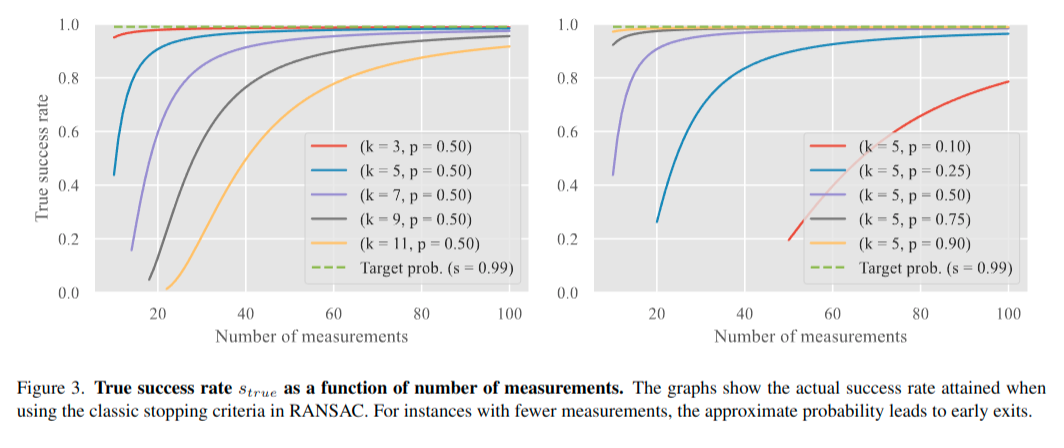 1.0
0.8
0.6
0.4
0.2
0.0
True success rate
20 40 60 80 100
Number of measurements
(k = 3, p = 0.50)
(k = 5, p = 0.50)
(k = 7, p = 0.50)
(k = 9, p = 0.50)
(k = 11, p = 0.50)
Target prob. (s = 0.99)
1.0
0.8
0.6
0.4
0.2
0.0
20 40 60 80 100
Number of measurements
(k = 5, p = 0.10)
(k = 5, p = 0.25)
(k = 5, p = 0.50)
(k = 5, p = 0.75)
(k = 5, p = 0.90)
Target prob. (s = 0.99)
Figure 3. True success rate s_true as a function of number of measurements. The graphs show the actual success rate attained when
using the classic stopping criteria in RANSAC. For instances with fewer measurements, the approximate probability leads to early exits.